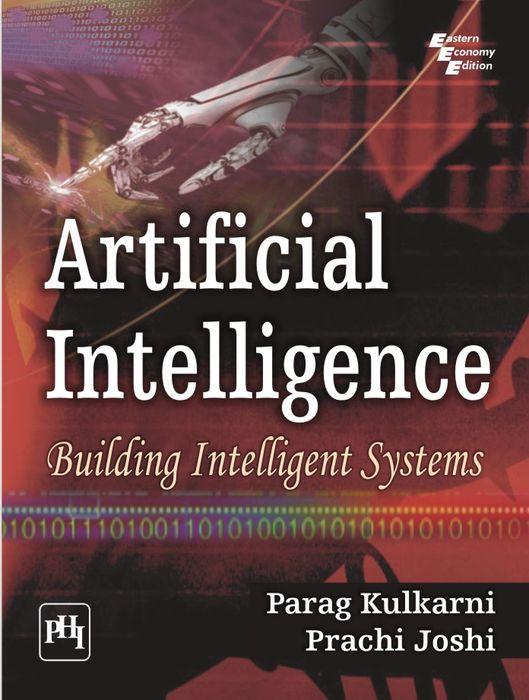 Eastern
Economy
Edition
Artificial
Intelligence
Building Intelligent Systems
Parag Kulkarni
Prachi Joshi
PHI